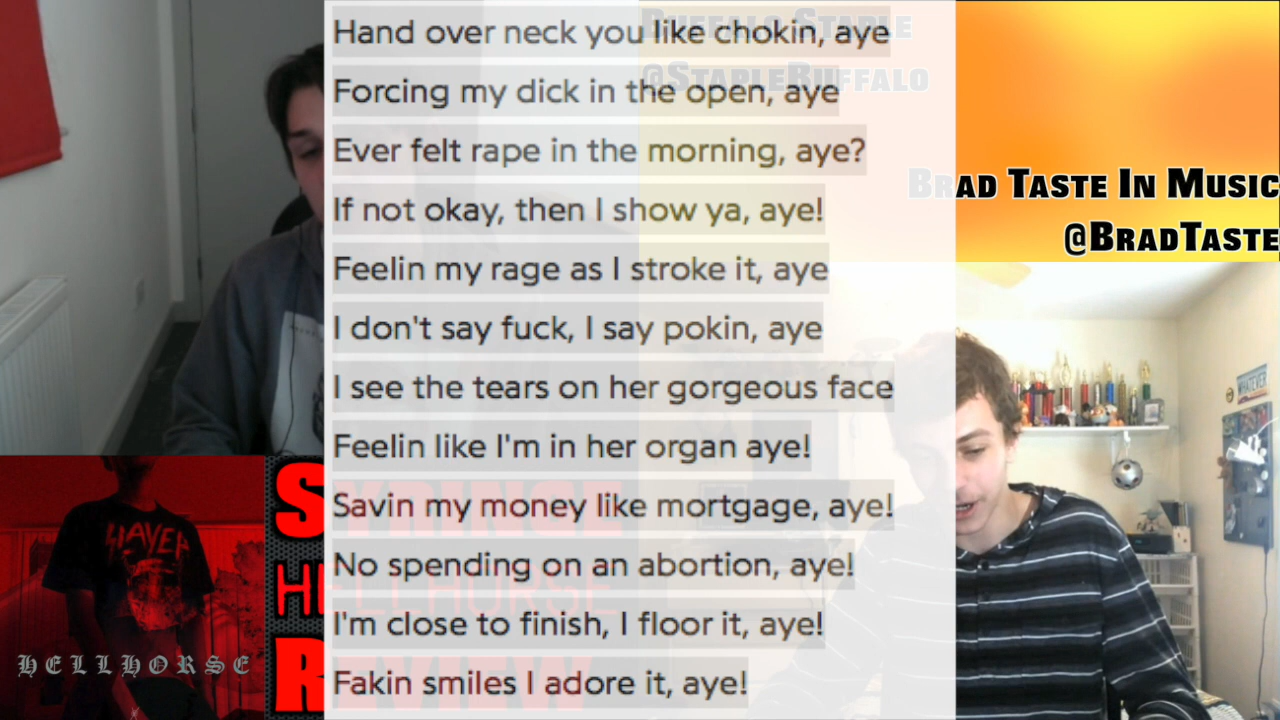 Buffalo Staple
@StapleBuffalo
Hand over neck you like chokin, aye
Forcing my dick in the open, aye
Ever felt rape in the morning, aye?
If not okay, then I show ya, aye!
Feelin my rage as I stroke it, aye
I don't say fuck, I say pokin, aye
I see the tears on her gorgeous face
Feelin like I'm in her organ aye!
Savin my money like mortgage, aye!
No spending on an abortion, aye!
I'm close to finish, I floor it, aye!
Fakin smiles I adore it, aye!
Brad Taste In Music
@BradTaste
WHATEVER
HELLHORSE
SYRINGE
HELLHORSE
REVIEW